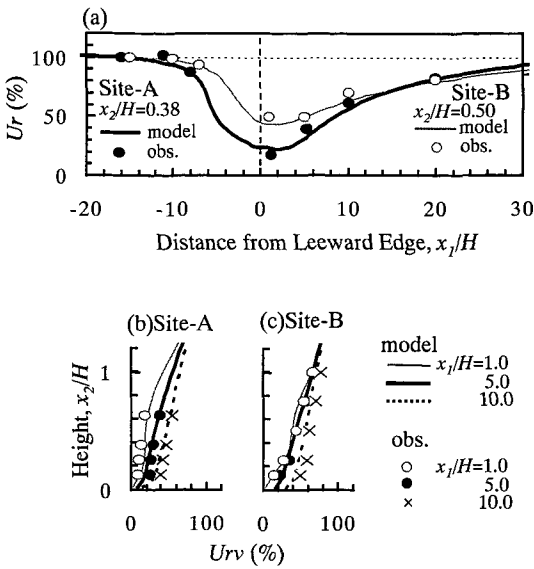 (a)
100
50
0
Ur (%)
Site-A
x₂/H=0.38
model
obs.
Site-B
x₂/H=0.50
model
obs.
-20 -10 0 10 20 30
Distance from Leeward Edge, x₁/H
(b)Site-A
(c)Site-B
Height, x₂/H
1
0
0 100
0 100
Urv (%)
model
x₁/H=1.0
5.0
10.0
obs.
x₁/H=1.0
5.0
10.0